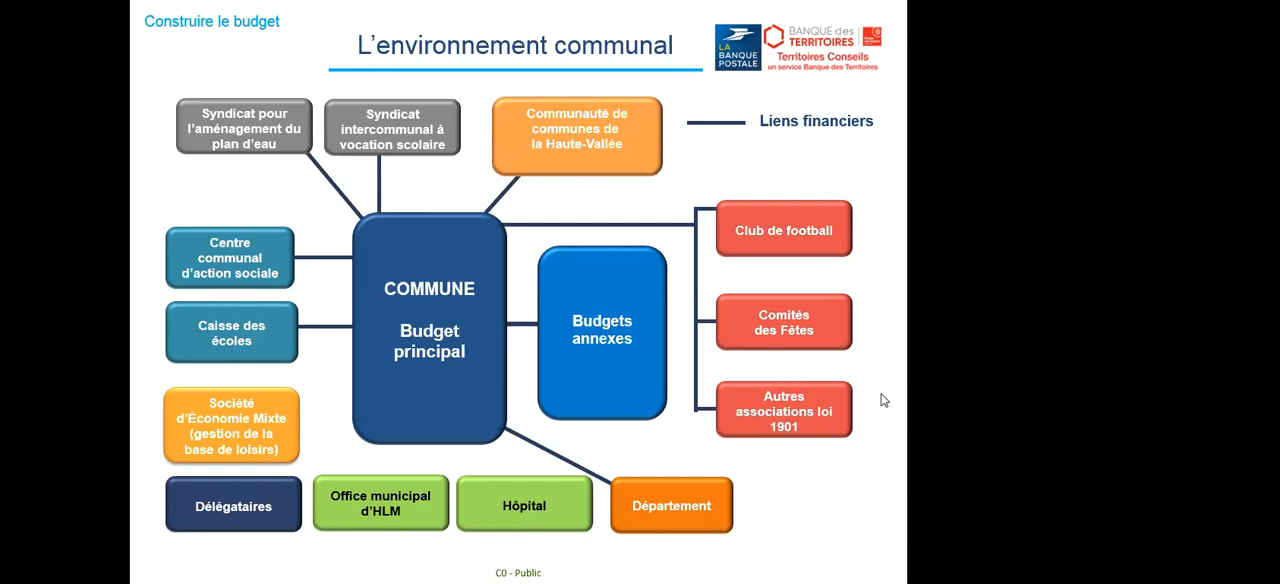 Construire le budget
L'environnement communal
LA
BANQUE
POSTALE
BANQUE des
TERRITOIRES
Territoires Conseils
un service Banque des Territoires
Syndicat pour
l'aménagement du
plan d'eau
Syndicat
intercommunal à
vocation scolaire
Communauté de
communes de
la Haute-Vallée
Liens financiers
Centre
communal
d'action sociale
Caisse des
écoles
COMMUNE
Budget
principal
Budgets
annexes
Club de football
Comités
des Fêtes
Autres
associations loi
1901
Société
d'Économie Mixte
(gestion de la
base de loisirs)
Délégataires
Office municipal
d'HLM
Hôpital
Département
C0 - Public